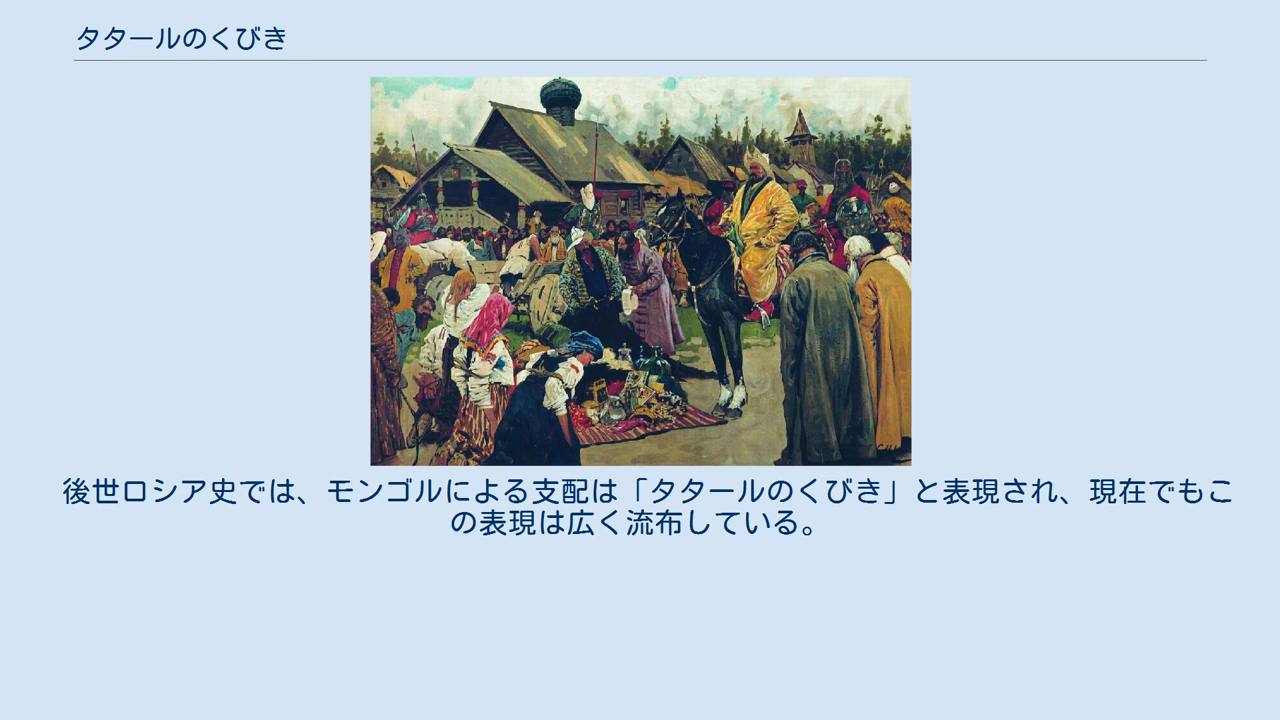 タタールのくびき
後世ロシア史では、モンゴルによる支配は「タタールのくびき」と表現され、現在でもこ
の表現は広く流布している。